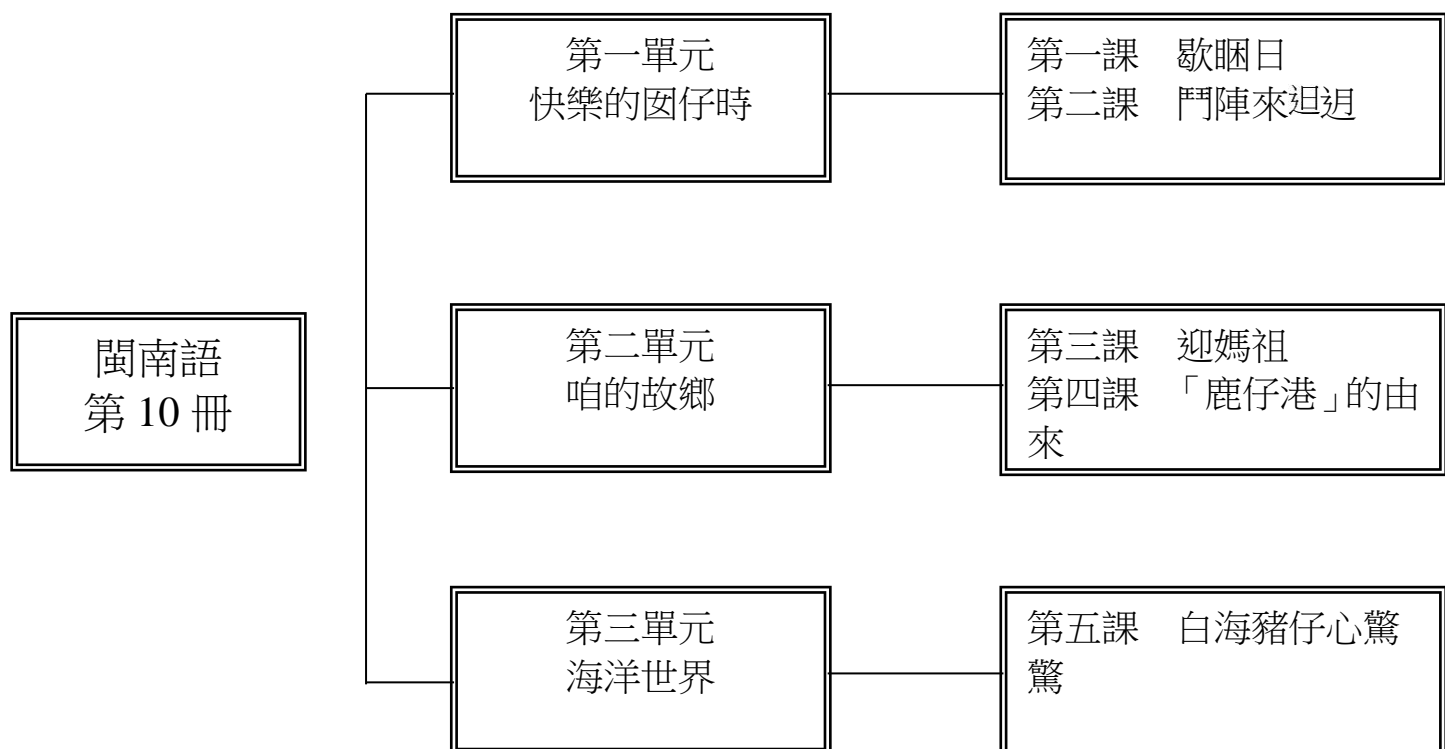 閩南語
第 10 冊
第一單元
快樂的囡仔時
第一課　歇睏日
第二課　鬥陣來𨑨迌
第二單元
咱的故鄉
第三課　迎媽祖
第四課　「鹿仔港」的由
來
第三單元
海洋世界
第五課　白海豬仔心驚
驚